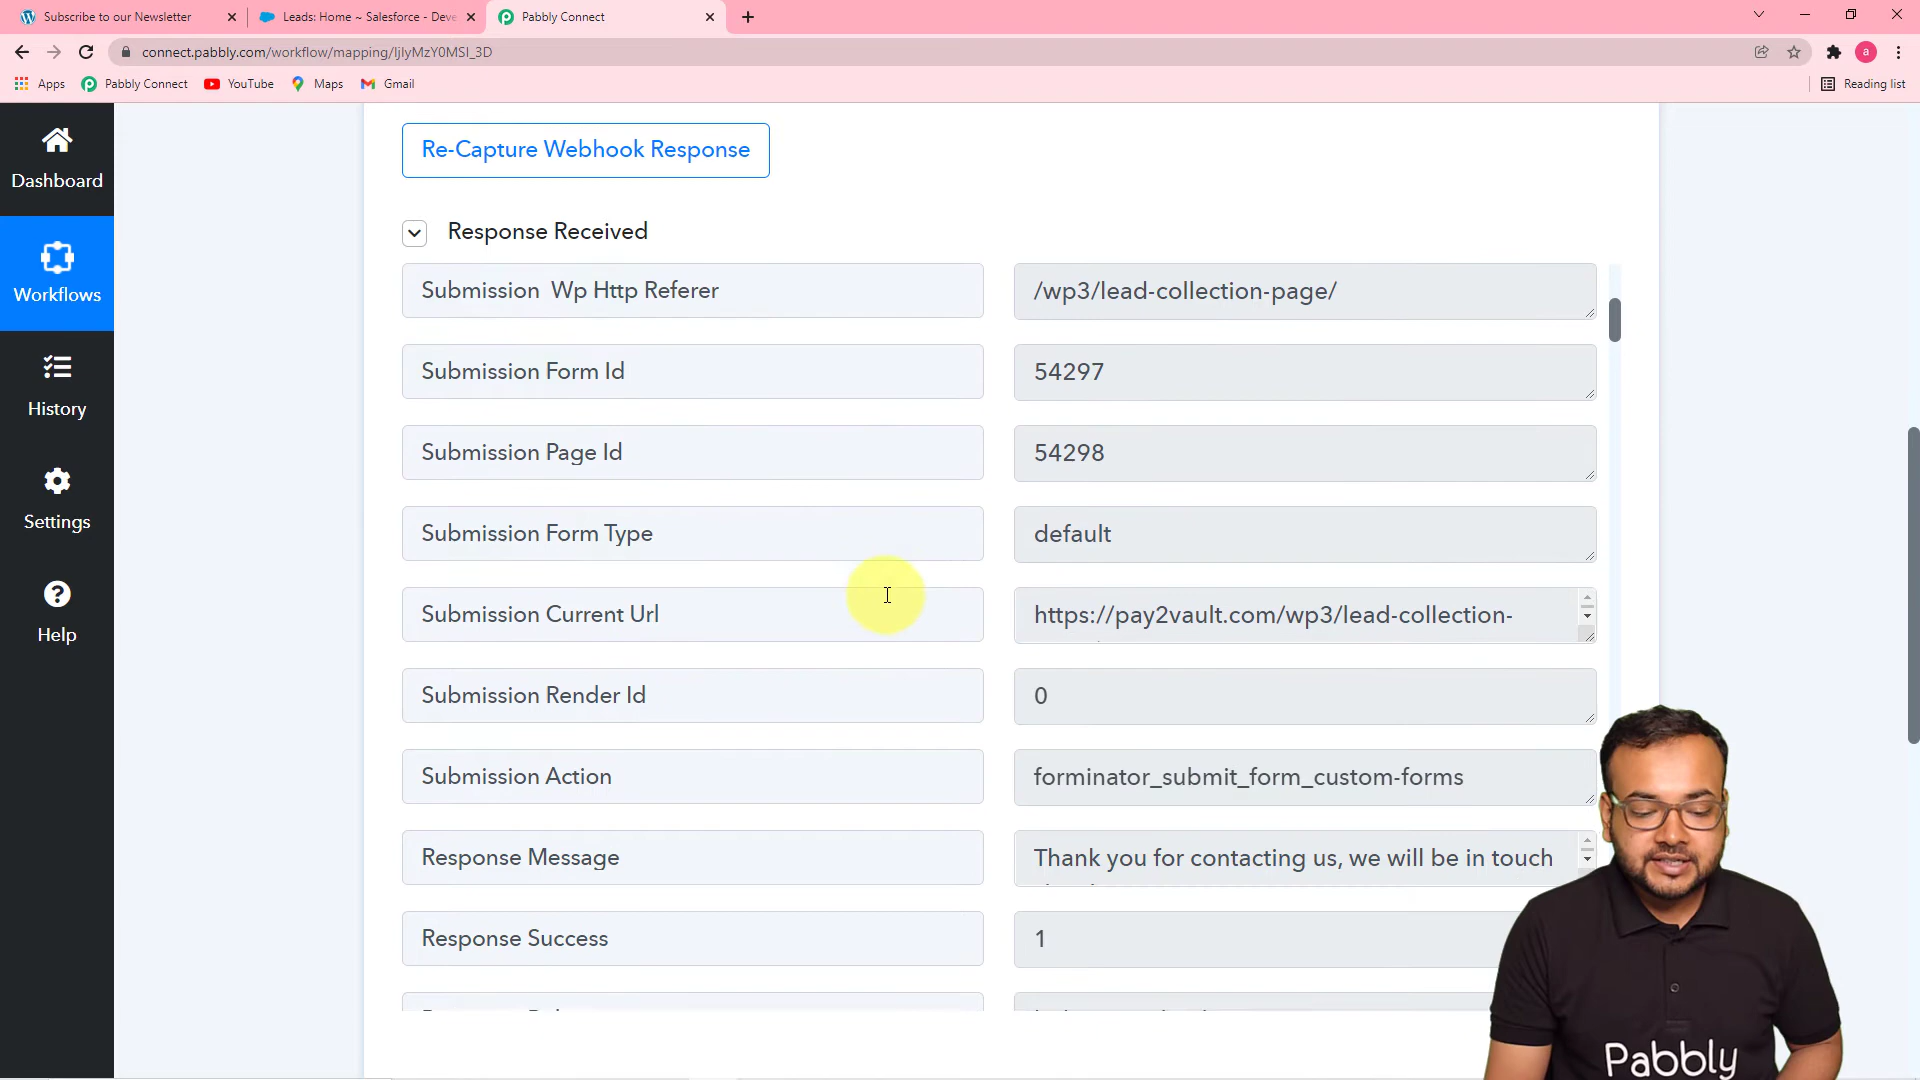 Subscribe to our Newsletter
Leads: Home ~ Salesforce - Deve
Pabbly Connect
connect.pabbly.com/workflow/mapping/IjIyMzY0MSI_3D
a
Apps
Pabbly Connect
YouTube
Maps
Gmail
Reading list
Dashboard
Workflows
History
Settings
Help
Re-Capture Webhook Response
Response Received
Submission Wp Http Referer
/wp3/lead-collection-page/
Submission Form Id
54297
Submission Page Id
54298
Submission Form Type
default
Submission Current Url
https://pay2vault.com/wp3/lead-collection-
Submission Render Id
0
Submission Action
forminator_submit_form_custom-forms
Response Message
Thank you for contacting us, we will be in touch
Response Success
1
Pabbly